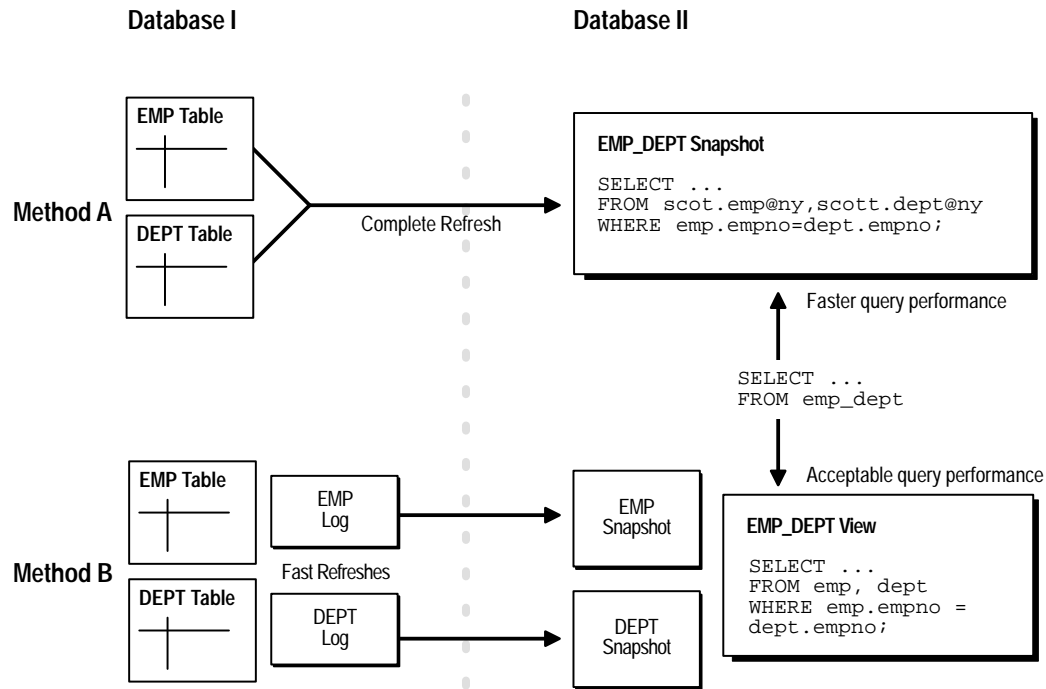 Database I
Database II
Method A
EMP Table
DEPT Table
Complete Refresh
EMP_DEPT Snapshot
SELECT ...
FROM scot.emp@ny,scott.dept@ny
WHERE emp.empno=dept.empno;
Faster query performance
SELECT ...
FROM emp_dept
Acceptable query performance
Method B
EMP Table
EMP
Log
Fast Refreshes
DEPT Table
DEPT
Log
EMP
Snapshot
DEPT
Snapshot
EMP_DEPT View
SELECT ...
FROM emp, dept
WHERE emp.empno =
dept.empno;